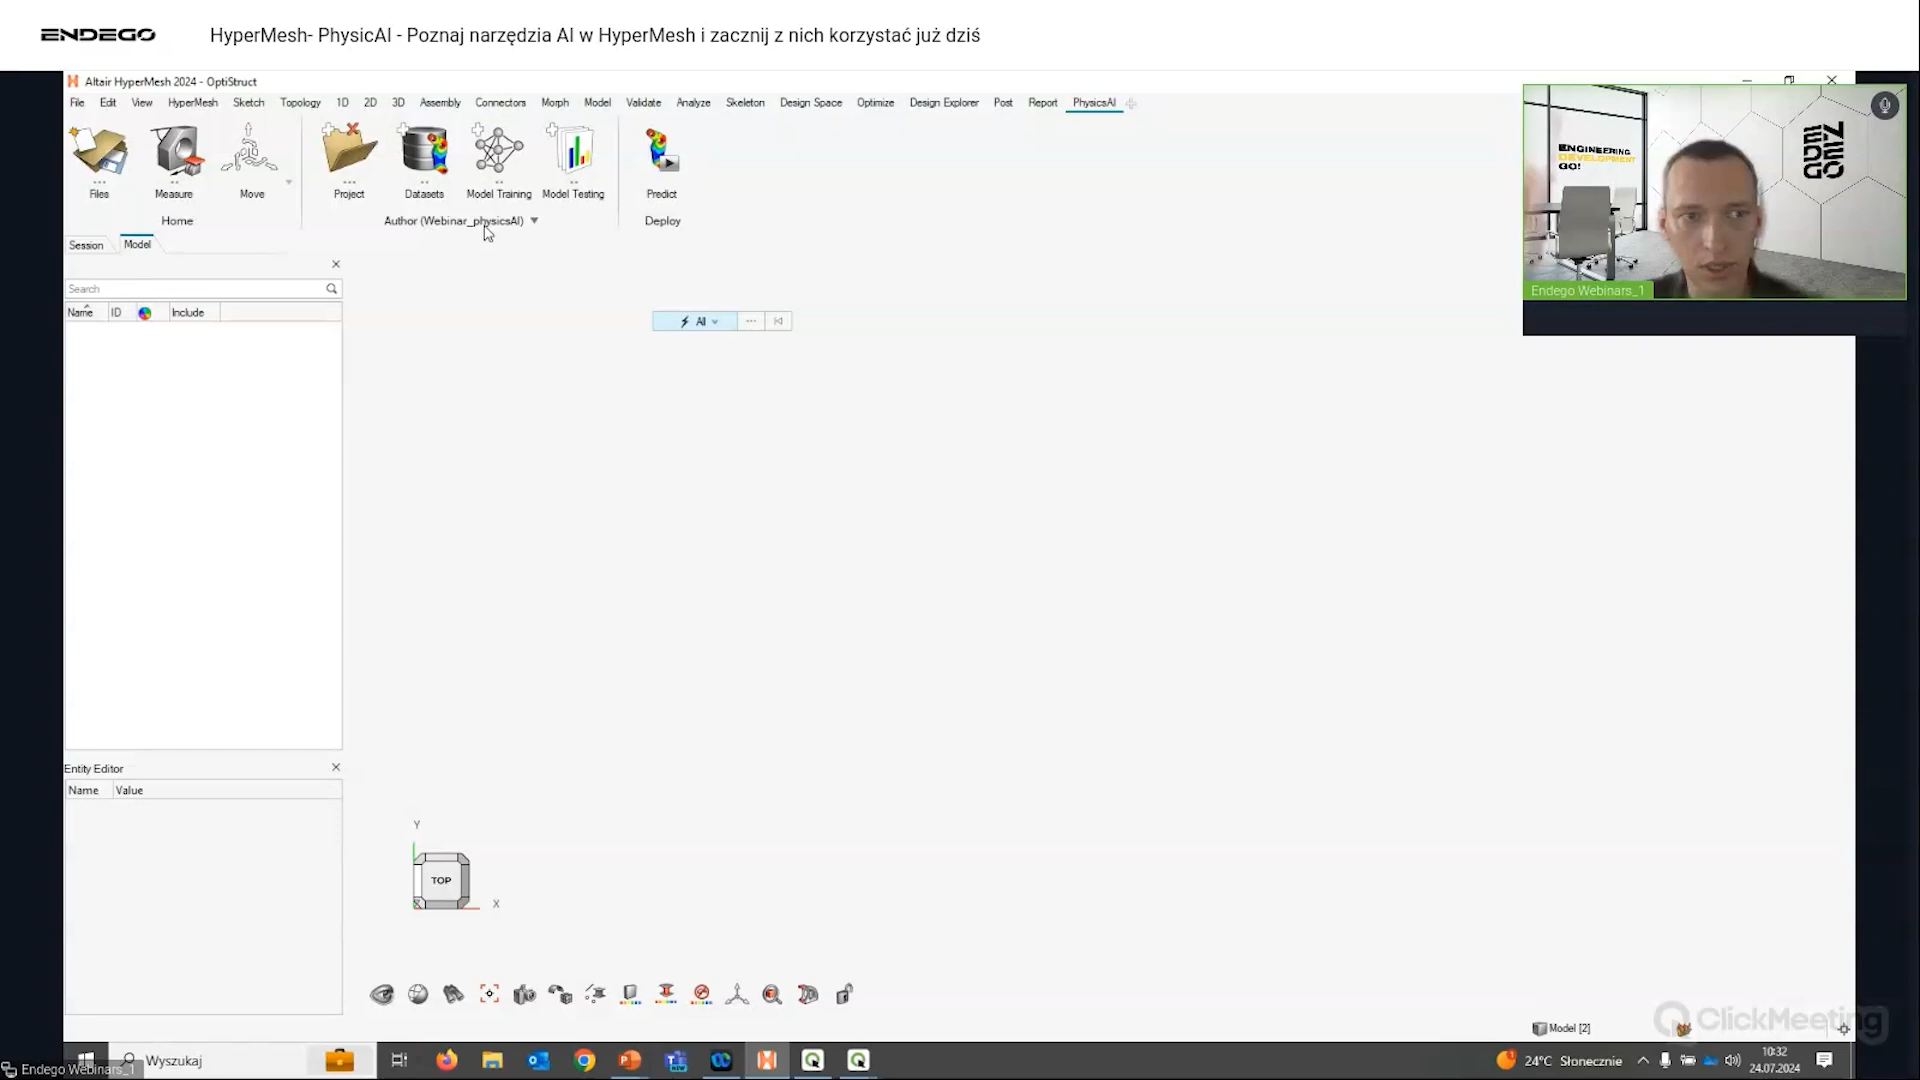 ENDEGO
HyperMesh- PhysicAI - Poznaj narzędzia AI w HyperMesh i zacznij z nich korzystać już dziś
Altair HyperMesh 2024 - OptiStruct
File Edit View HyperMesh Sketch Topology 1D 2D 3D Assembly Connectors Morph Model Validate Analyze Skeleton Design Space Optimize Design Explorer Post Report PhysicsAI
Files Measure Move Project Datasets Model Training Model Testing Predict
Home Author (Webinar_physicsAI) Deploy
ENGINEERING
DEVELOPMENT
GO!
Endego Webinars_1
Session Model
Search
Name ID Include
All
Entity Editor
Name Value
Y
TOP
X
Model [2]
ClickMeeting
Wyszukaj
Endego Webinars_1
24°C Słonecznie
10:32
24.07.2024